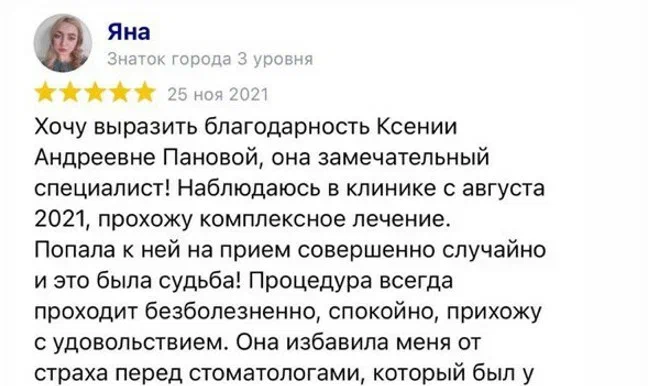 Яна
Знаток города 3 уровня
25 ноя 2021
Хочу выразить благодарность Ксении
Андреевне Пановой, она замечательный
специалист! Наблюдаюсь в клинике с августа
2021, прохожу комплексное лечение.
Попала к ней на прием совершенно случайно
и это была судьба! Процедура всегда
проходит безболезненно, спокойно, прихожу
с удовольствием. Она избавила меня от
страха перед стоматологами, который был у